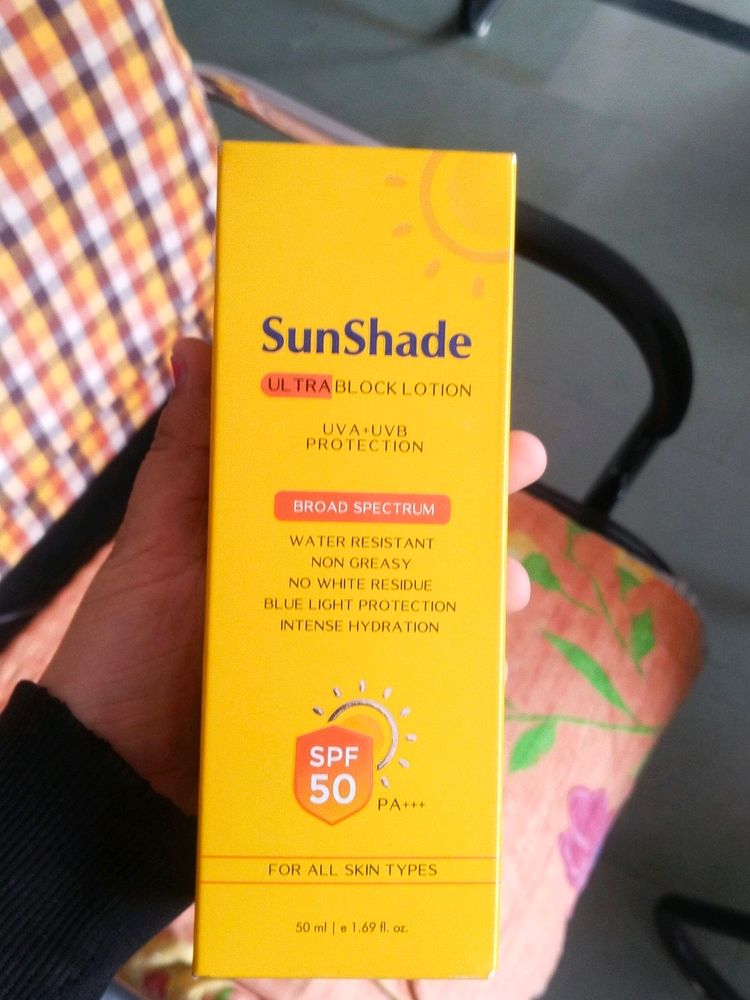 SunShade
ULTRA BLOCK LOTION
UVA+UVB
PROTECTION
BROAD SPECTRUM
WATER RESISTANT
NON GREASY
NO WHITE RESIDUE
BLUE LIGHT PROTECTION
INTENSE HYDRATION
SPF
50
PA+++
FOR ALL SKIN TYPES
50 ml | e 1.69 fl. oz.